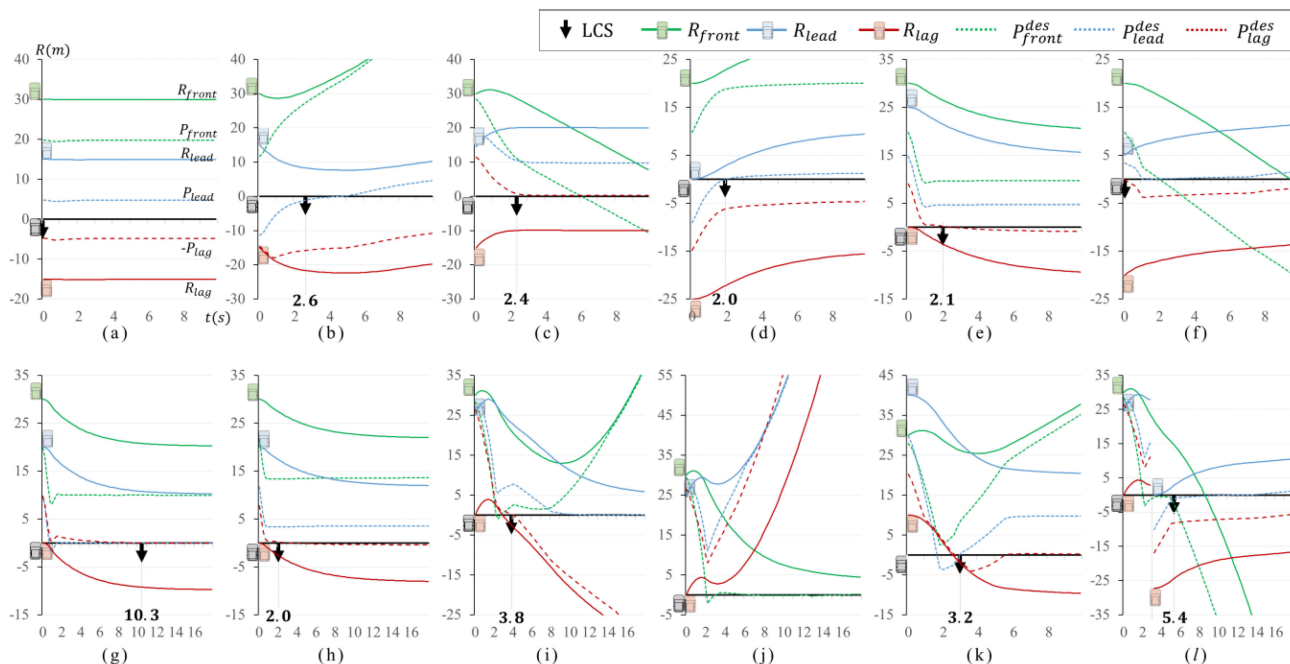 LCS R_front R_lead R_lag P_front^des P_lead^des P_lag^des
R(m)
40
30
20
10
0
-10
-20
R_front
P_front
R_lead
P_lead
-P_lag
R_lag
t(s)
0 2 4 6 8
(a)
40
30
20
10
0
-10
-20
-30
2.6
0 2 4 6 8
(b)
40
30
20
10
0
-10
-20
-30
2.4
0 2 4 6 8
(c)
25
15
5
-5
-15
-25
2.0
0 2 4 6 8
(d)
35
25
15
5
-5
-15
2.1
0 2 4 6 8
(e)
25
15
5
-5
-15
-25
0 2 4 6 8
(f)
35
25
15
5
-5
-15
10.3
0 2 4 6 8 10 12 14 16
(g)
35
25
15
5
-5
-15
2.0
0 2 4 6 8 10 12 14 16
(h)
35
25
15
5
-5
-15
-25
3.8
0 2 4 6 8 10 12 14 16
(i)
55
45
35
25
15
5
-5
0 2 4 6 8 10 12 14 16
(j)
45
35
25
15
5
-5
-15
3.2
0 2 4 6 8
(k)
45
35
25
15
5
-5
-15
-25
-35
5.4
0 2 4 6 8 10 12 14 16
(l)